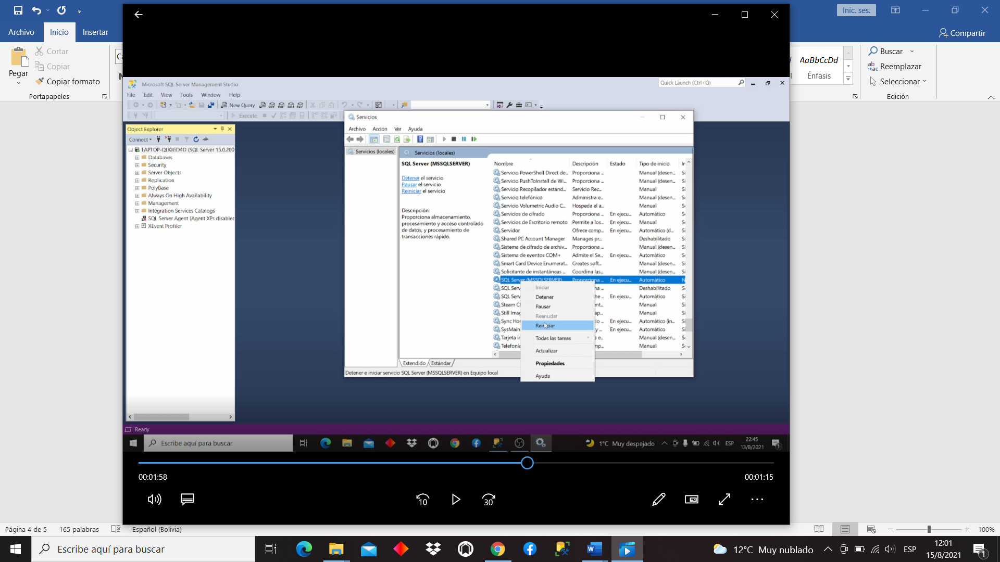 Inic. ses.
Archivo
Inicio
Insertar
Compartir
Pegar
Cortar
Copiar
Copiar formato
Portapapeles
AaBbCcDd
Énfasis
Buscar
Reemplazar
Seleccionar
Edición
Microsoft SQL Server Management Studio
Quick Launch (Ctrl+Q)
File Edit View Tools Window Help
New Query
Execute
Object Explorer
Connect
LAPTOP-QLKIGD4D (SQL Server 15.0.200
Databases
Security
Server Objects
Replication
PolyBase
Always On High Availability
Management
Integration Services Catalogs
SQL Server Agent (Agent XPs disabled
XEvent Profiler
Servicios
Archivo Acción Ver Ayuda
Servicios (locales)
Servicios (locales)
SQL Server (MSSQLSERVER)
Detener el servicio
Pausar el servicio
Reiniciar el servicio
Descripción:
Proporciona almacenamiento,
procesamiento y acceso controlado
de datos, y procesamiento de
transacciones rápido.
Nombre Descripción Estado Tipo de inicio Ir
Servicio PowerShell Direct de... Proporciona ... Manual (desen... Si
Servicio PushToInstall de Wi... Proporciona ... Manual (desen... Si
Servicio Recopilador estánd... Servicio Rec... Manual Si
Servicio telefónico Administra e... Manual (desen... Se
Servicio Volumetric Audio C... Hospeda el a... Manual Se
Servicios de cifrado Proporciona ... En ejecu... Automático Se
Servicios de Escritorio remoto Permite a los... En ejecu... Manual Se
Servidor Ofrece comp... En ejecu... Automático (d... Si
Shared PC Account Manager Manages pr... Deshabilitado Si
Sistema de cifrado de archiv... Proporciona ... Manual (desen... Si
Sistema de eventos COM+ Admite el Se... En ejecu... Automático Se
Smart Card Device Enumerat... Creates soft... Manual (desen... Si
Solicitante de instantáneas ... Coordina las... Manual (desen... Si
SQL Server (MSSQLSERVER) Proporciona ... En ejecu... Automático N
SQL Serv na ... Deshabilitado Se
SQL Serv he ... En ejecu... Automático Si
Steam Cl nt... Manual Si
Still Imag ap... Manual Si
Sync Hos io ... En ejecu... Automático (in... Si
SysMain y ... En ejecu... Automático Si
Tarjeta in a e... Manual (desen... Se
Telefonía mp... Manual Se
Iniciar
Detener
Pausar
Reanudar
Reiniciar
Todas las tareas
Actualizar
Propiedades
Ayuda
Extendido Estándar
Detener e iniciar servicio SQL Server (MSSQLSERVER) en Equipo local
Ready
Escribe aquí para buscar
1°C Muy despejado
ESP
22:45
13/8/2021
1
00:01:58
00:01:15
10
30
Página 4 de 5
165 palabras
Español (Bolivia)
100%
Escribe aquí para buscar
12°C Muy nublado
ESP
12:01
15/8/2021
1